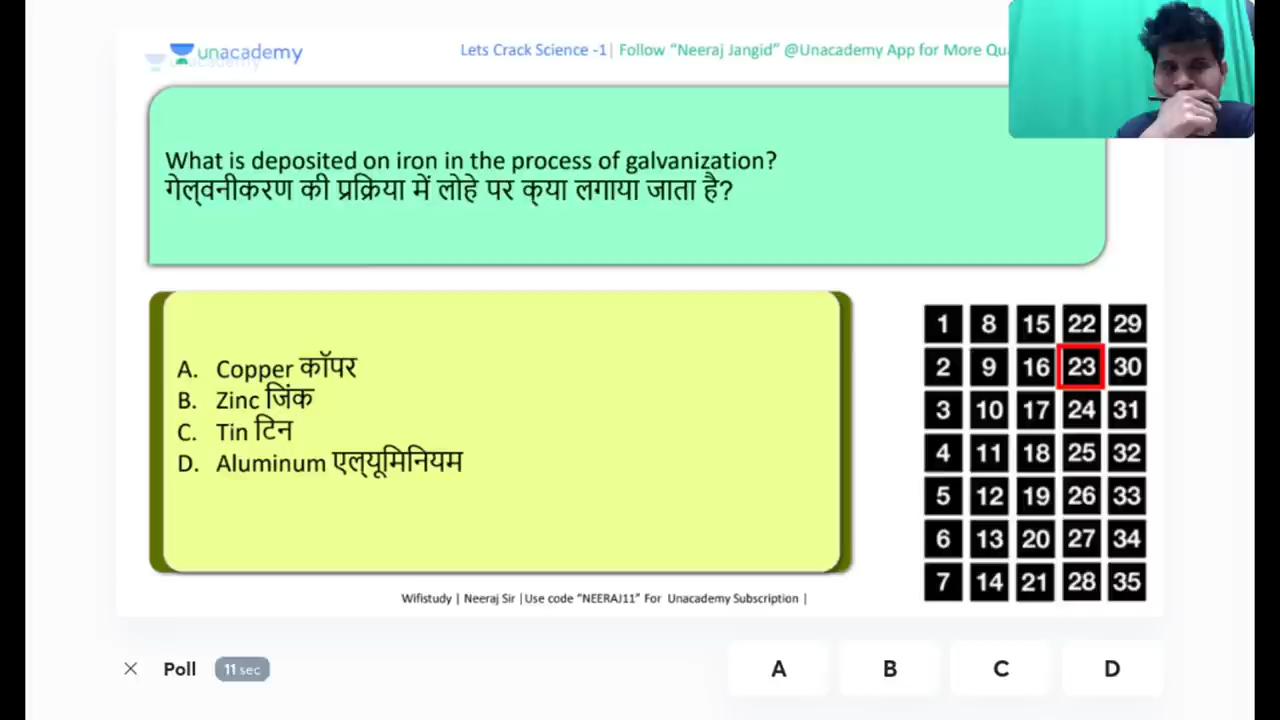 unacademy
Lets Crack Science -1| Follow “Neeraj Jangid” @Unacademy App for More Qu
What is deposited on iron in the process of galvanization?
गेल्वनीकरण की प्रक्रिया में लोहे पर क्या लगाया जाता है?
A. Copper कॉपर
B. Zinc जिंक
C. Tin टिन
D. Aluminum एल्यूमिनियम
1 8 15 22 29
2 9 16 23 30
3 10 17 24 31
4 11 18 25 32
5 12 19 26 33
6 13 20 27 34
7 14 21 28 35
Wifistudy | Neeraj Sir |Use code “NEERAJ11” For Unacademy Subscription |
Poll 11 sec
A B C D